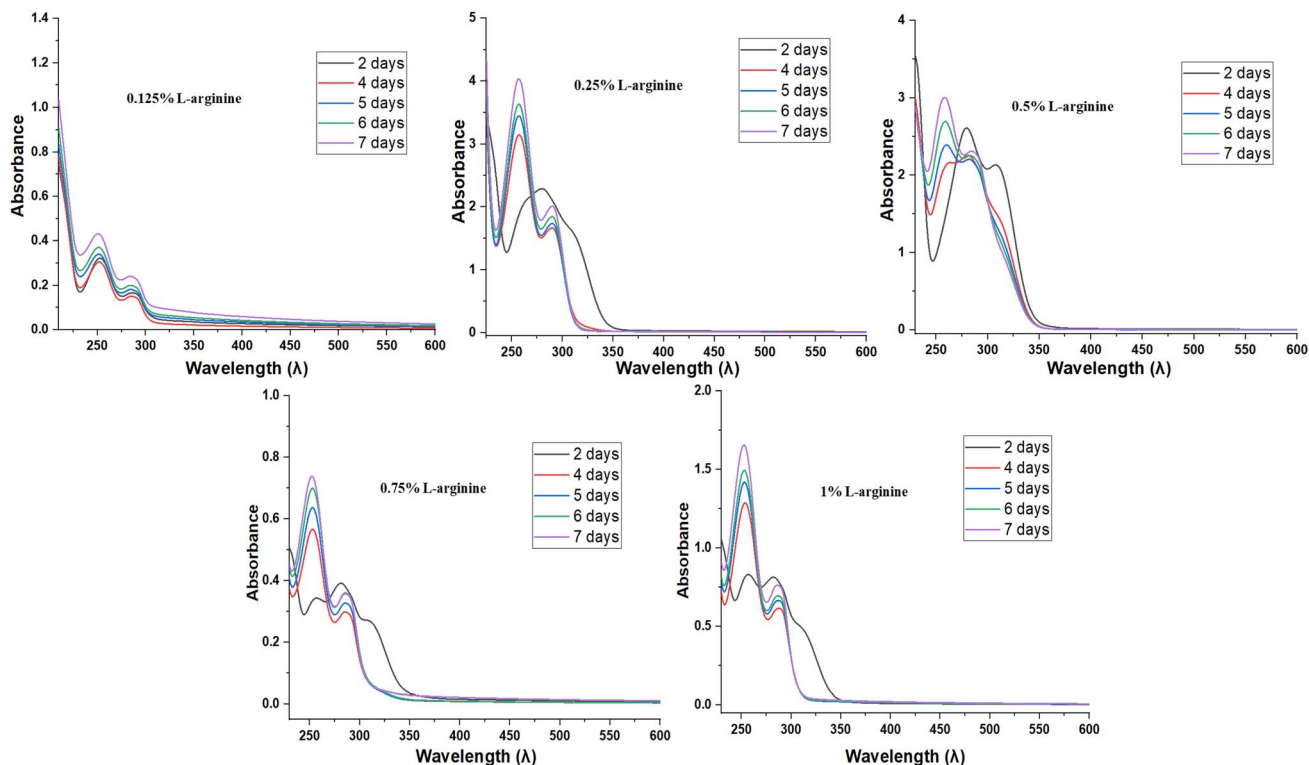 1.4
1.2
1.0
0.8
0.6
0.4
0.2
0.0
Absorbance
250 300 350 400 450 500 550 600
Wavelength (λ)
0.125% L-arginine
2 days
4 days
5 days
6 days
7 days
5
4
3
2
1
0
Absorbance
250 300 350 400 450 500 550 600
Wavelength (λ)
0.25% L-arginine
2 days
4 days
5 days
6 days
7 days
4
3
2
1
0
Absorbance
250 300 350 400 450 500 550 600
Wavelength (λ)
0.5% L-arginine
2 days
4 days
5 days
6 days
7 days
1.0
0.8
0.6
0.4
0.2
0.0
Absorbance
250 300 350 400 450 500 550 600
Wavelength (λ)
0.75% L-arginine
2 days
4 days
5 days
6 days
7 days
2.0
1.5
1.0
0.5
0.0
Absorbance
250 300 350 400 450 500 550 600
Wavelength (λ)
1% L-arginine
2 days
4 days
5 days
6 days
7 days